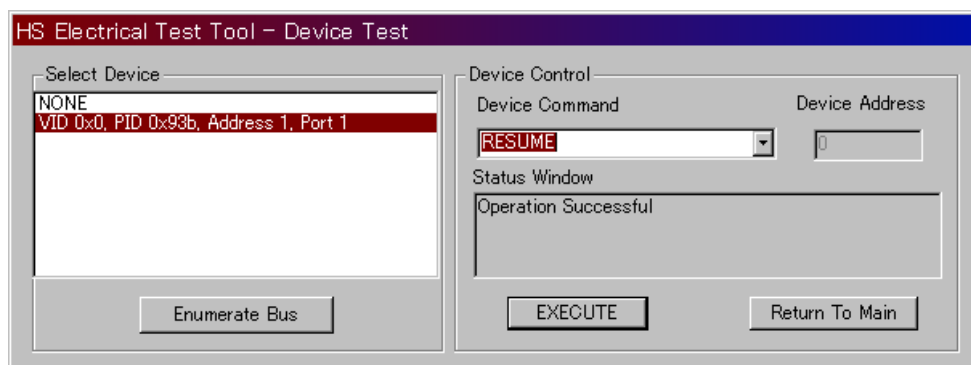 HS Electrical Test Tool - Device Test
Select Device
NONE
VID 0x0, PID 0x93b, Address 1, Port 1
Enumerate Bus
Device Control
Device Command
Device Address
RESUME
0
Status Window
Operation Successful
EXECUTE
Return To Main